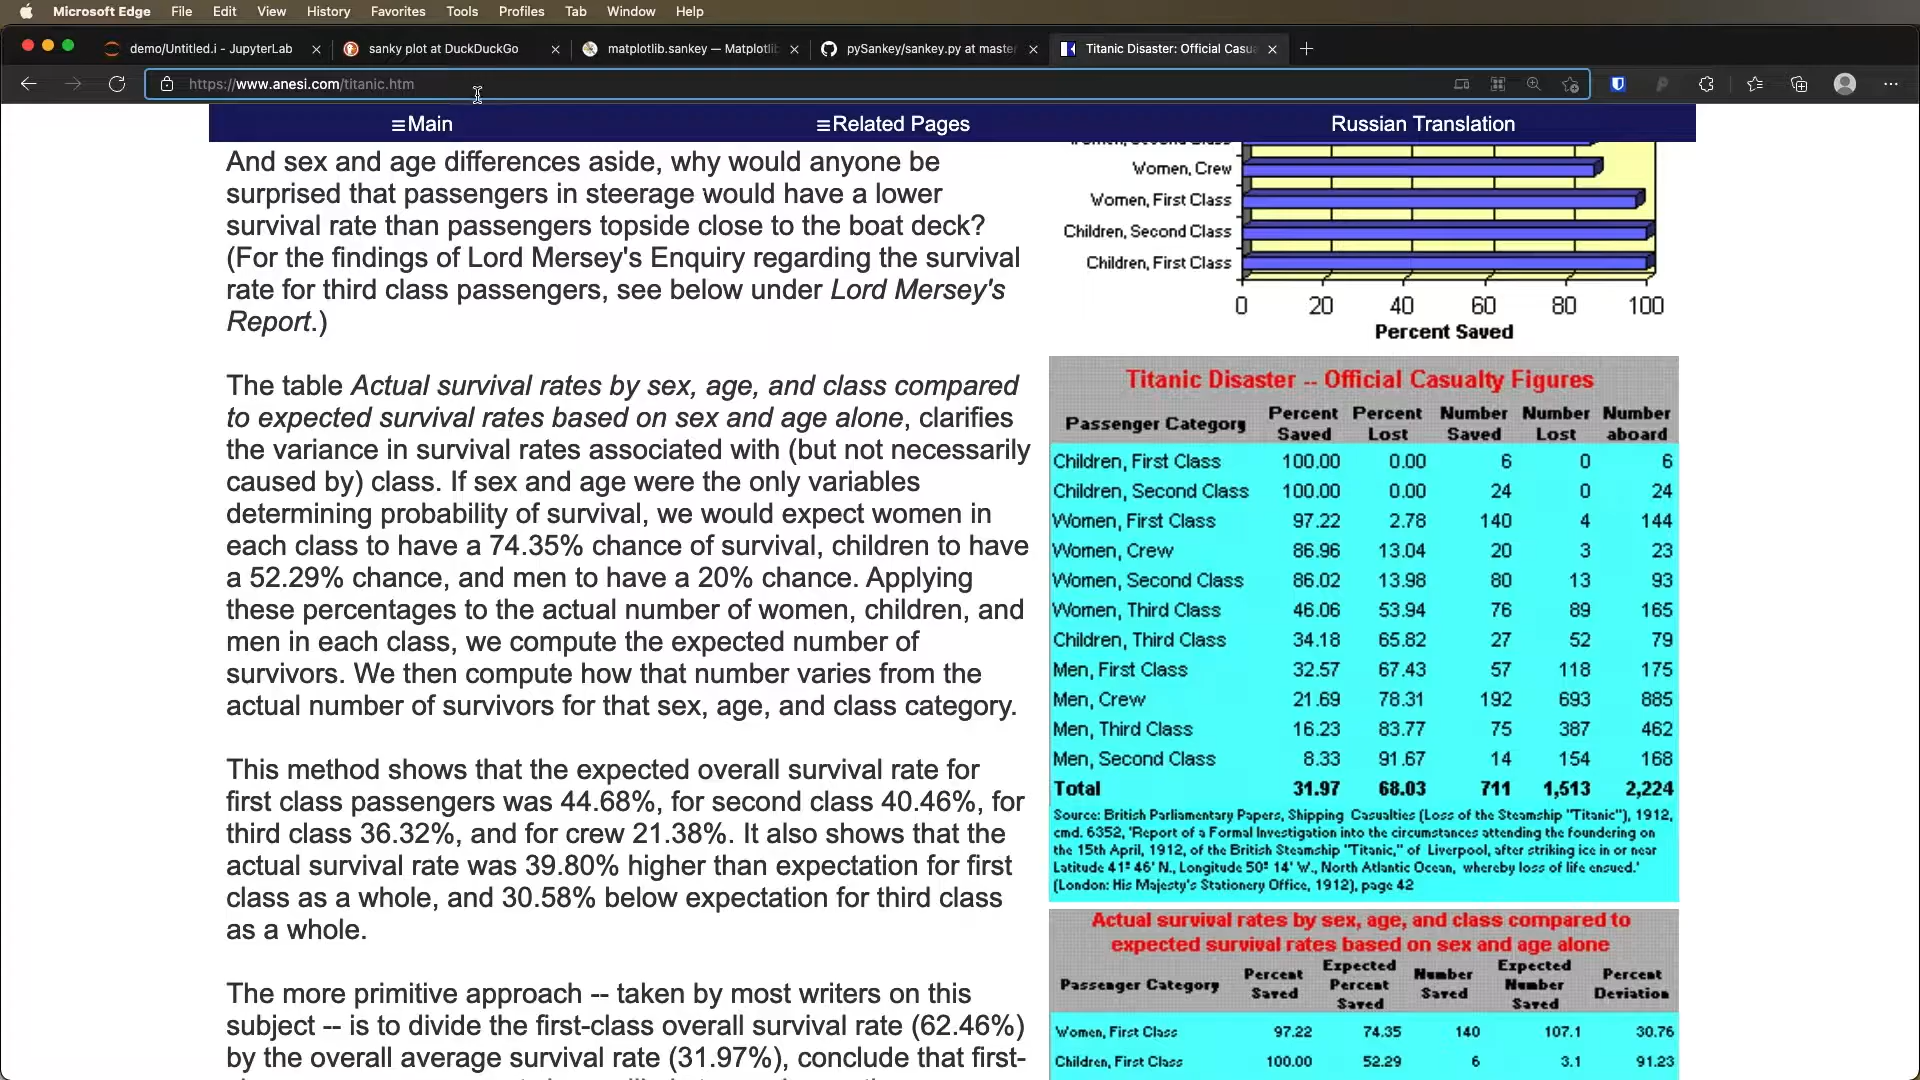 Microsoft Edge File Edit View History Favorites Tools Profiles Tab Window Help
demo/Untitled.i - JupyterLab
sanky plot at DuckDuckGo
matplotlib.sankey — Matplotlib
pySankey/sankey.py at master
Titanic Disaster: Official Casua
https://www.anesi.com/titanic.htm
≡Main
≡Related Pages
Russian Translation
And sex and age differences aside, why would anyone be
surprised that passengers in steerage would have a lower
survival rate than passengers topside close to the boat deck?
(For the findings of Lord Mersey's Enquiry regarding the survival
rate for third class passengers, see below under Lord Mersey's
Report.)
The table Actual survival rates by sex, age, and class compared
to expected survival rates based on sex and age alone, clarifies
the variance in survival rates associated with (but not necessarily
caused by) class. If sex and age were the only variables
determining probability of survival, we would expect women in
each class to have a 74.35% chance of survival, children to have
a 52.29% chance, and men to have a 20% chance. Applying
these percentages to the actual number of women, children, and
men in each class, we compute the expected number of
survivors. We then compute how that number varies from the
actual number of survivors for that sex, age, and class category.
This method shows that the expected overall survival rate for
first class passengers was 44.68%, for second class 40.46%, for
third class 36.32%, and for crew 21.38%. It also shows that the
actual survival rate was 39.80% higher than expectation for first
class as a whole, and 30.58% below expectation for third class
as a whole.
The more primitive approach -- taken by most writers on this
subject -- is to divide the first-class overall survival rate (62.46%)
by the overall average survival rate (31.97%), conclude that first-
Women, Crew
Women, First Class
Children, Second Class
Children, First Class
0 20 40 60 80 100
Percent Saved
Titanic Disaster -- Official Casualty Figures
Passenger Category Percent Saved Percent Lost Number Saved Number Lost Number aboard
Children, First Class 100.00 0.00 6 0 6
Children, Second Class 100.00 0.00 24 0 24
Women, First Class 97.22 2.78 140 4 144
Women, Crew 86.96 13.04 20 3 23
Women, Second Class 86.02 13.98 80 13 93
Women, Third Class 46.06 53.94 76 89 165
Children, Third Class 34.18 65.82 27 52 79
Men, First Class 32.57 67.43 57 118 175
Men, Crew 21.69 78.31 192 693 885
Men, Third Class 16.23 83.77 75 387 462
Men, Second Class 8.33 91.67 14 154 168
Total 31.97 68.03 711 1,513 2,224
Source: British Parliamentary Papers, Shipping Casualties (Loss of the Steamship "Titanic"), 1912,
cmd. 6352, 'Report of a Formal Investigation into the circumstances attending the foundering on
the 15th April, 1912, of the British Steamship "Titanic," of Liverpool, after striking ice in or near
Latitude 41º 46' N., Longitude 50º 14' W., North Atlantic Ocean, whereby loss of life ensued.'
(London: His Majesty's Stationery Office, 1912), page 42
Actual survival rates by sex, age, and class compared to
expected survival rates based on sex and age alone
Passenger Category Percent Saved Expected Percent Saved Number Saved Expected Number Saved Percent Deviation
Women, First Class 97.22 74.35 140 107.1 30.76
Children, First Class 100.00 52.29 6 3.1 91.23